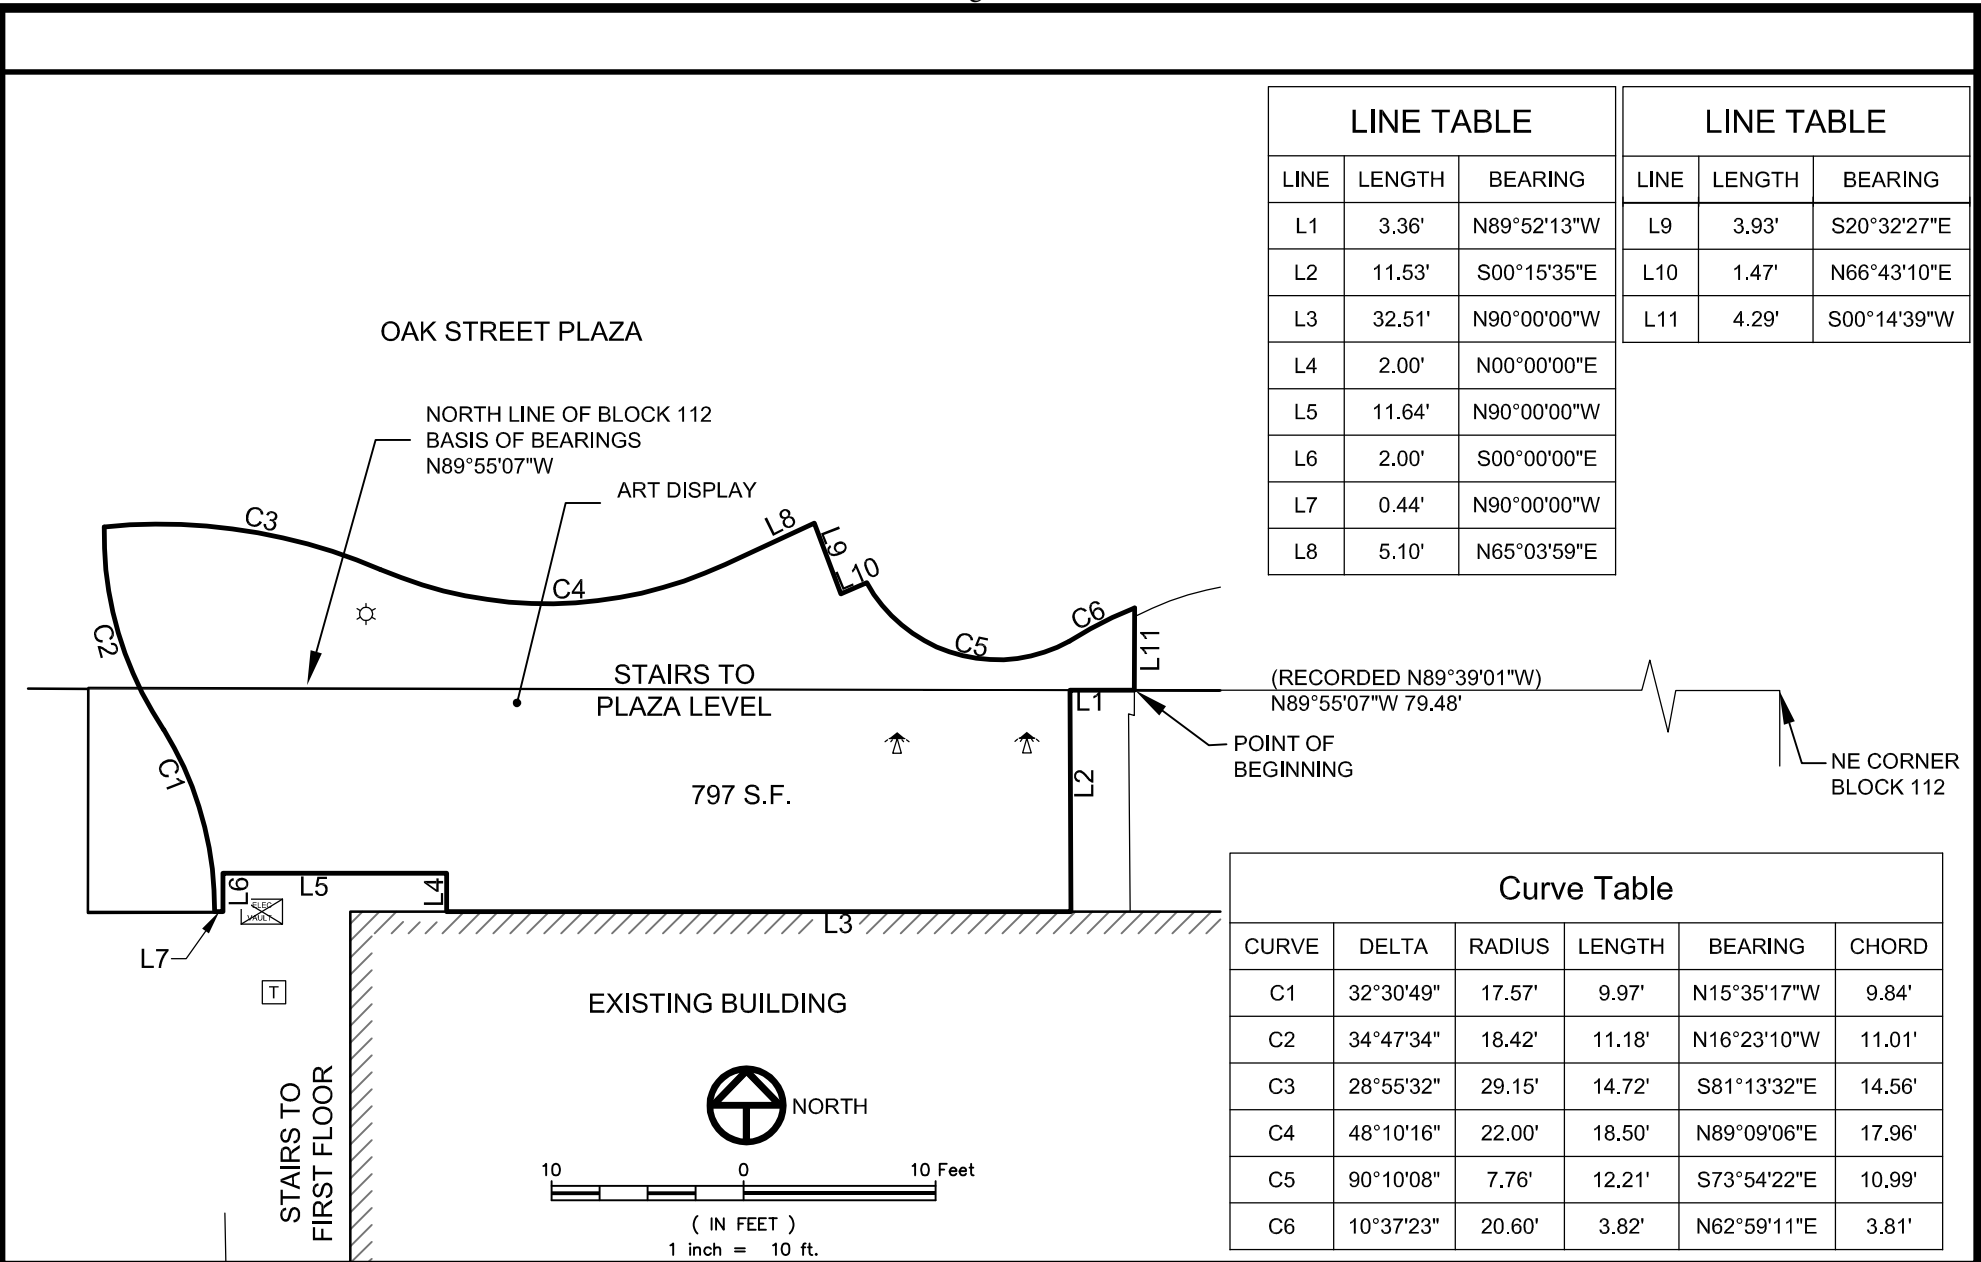 LINE TABLE
LINE LENGTH BEARING
L1 3.36' N89°52'13"W
L2 11.53' S00°15'35"E
L3 32.51' N90°00'00"W
L4 2.00' N00°00'00"E
L5 11.64' N90°00'00"W
L6 2.00' S00°00'00"E
L7 0.44' N90°00'00"W
L8 5.10' N65°03'59"E
LINE TABLE
LINE LENGTH BEARING
L9 3.93' S20°32'27"E
L10 1.47' N66°43'10"E
L11 4.29' S00°14'39"W
OAK STREET PLAZA
NORTH LINE OF BLOCK 112
BASIS OF BEARINGS
N89°55'07"W
ART DISPLAY
C3
L8
L9
L10
C4
C2
C5
C6
L11
STAIRS TO
PLAZA LEVEL
L1
(RECORDED N89°39'01"W)
N89°55'07"W 79.48'
POINT OF
BEGINNING
NE CORNER
BLOCK 112
C1
797 S.F.
L2
L6
L5
L4
ELEC
VAULT
L3
L7
T
EXISTING BUILDING
STAIRS TO
FIRST FLOOR
NORTH
10 0 10 Feet
( IN FEET )
1 inch = 10 ft.
Curve Table
CURVE DELTA RADIUS LENGTH BEARING CHORD
C1 32°30'49" 17.57' 9.97' N15°35'17"W 9.84'
C2 34°47'34" 18.42' 11.18' N16°23'10"W 11.01'
C3 28°55'32" 29.15' 14.72' S81°13'32"E 14.56'
C4 48°10'16" 22.00' 18.50' N89°09'06"E 17.96'
C5 90°10'08" 7.76' 12.21' S73°54'22"E 10.99'
C6 10°37'23" 20.60' 3.82' N62°59'11"E 3.81'